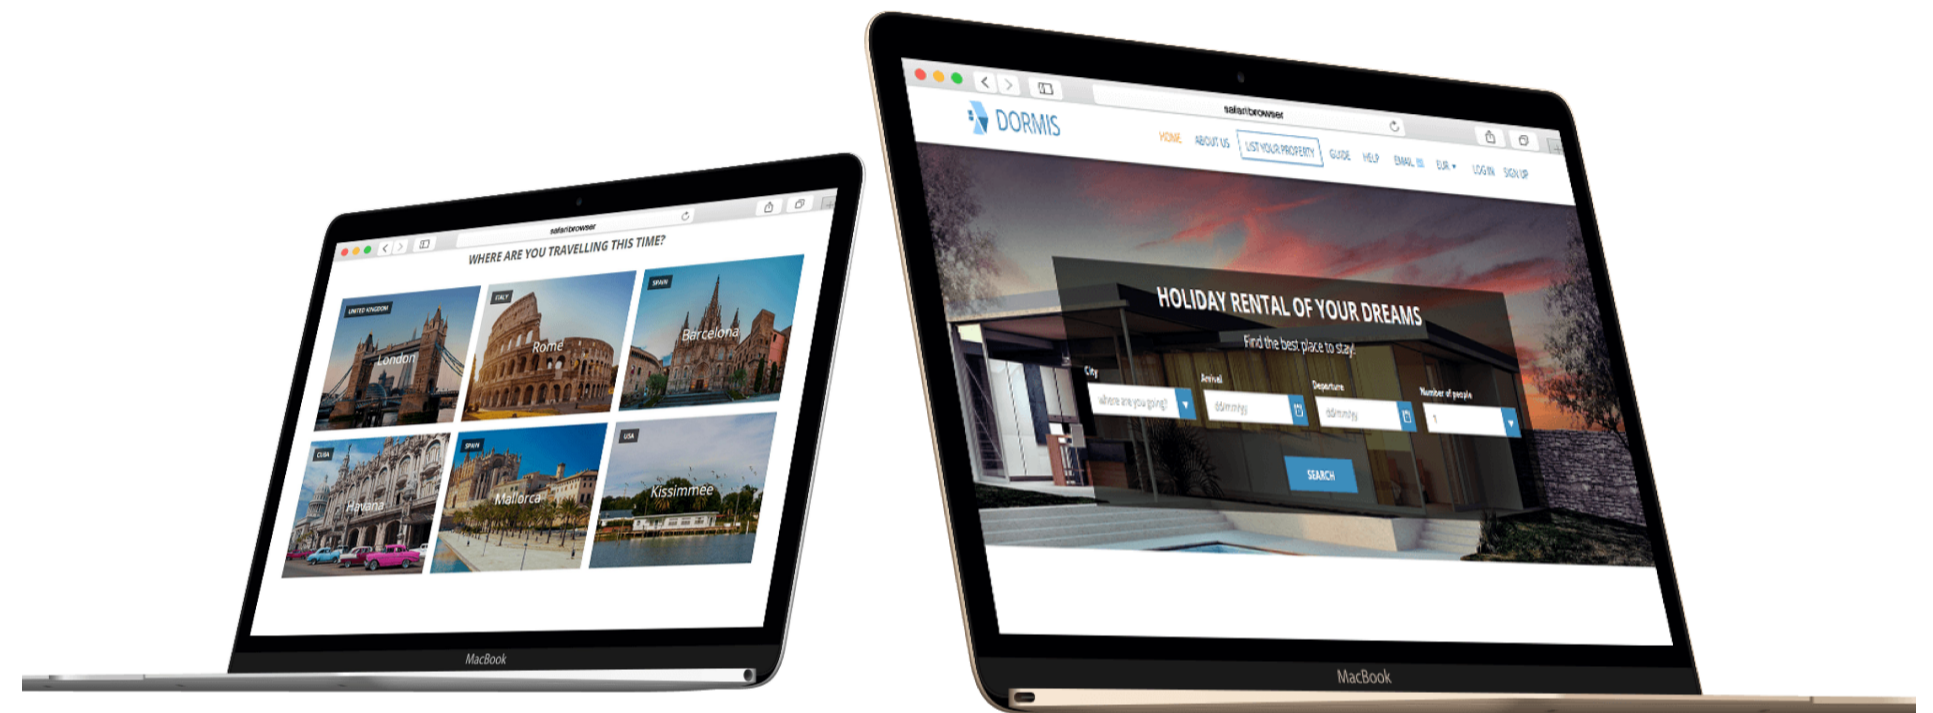 safaribrowser
WHERE ARE YOU TRAVELLING THIS TIME?
UNITED KINGDOM
London
ITALY
Rome
SPAIN
Barcelona
CUBA
Havana
SPAIN
Mallorca
USA
Kissimmee
MacBook
safaribrowser
DORMIS
HOME ABOUT US LIST YOUR PROPERTY GUIDE HELP EMAIL EUR LOG IN SIGN UP
HOLIDAY RENTAL OF YOUR DREAMS
Find the best place to stay!
City Arrival Departure Number of people
where are you going? dd/mm/yy dd/mm/yy 1
SEARCH
MacBook